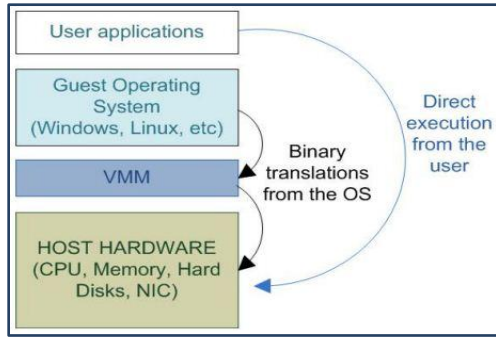 User applications
Guest Operating
System
(Windows, Linux, etc)
VMM
HOST HARDWARE
(CPU, Memory, Hard
Disks, NIC)
Binary
translations
from the OS
Direct
execution
from the
user